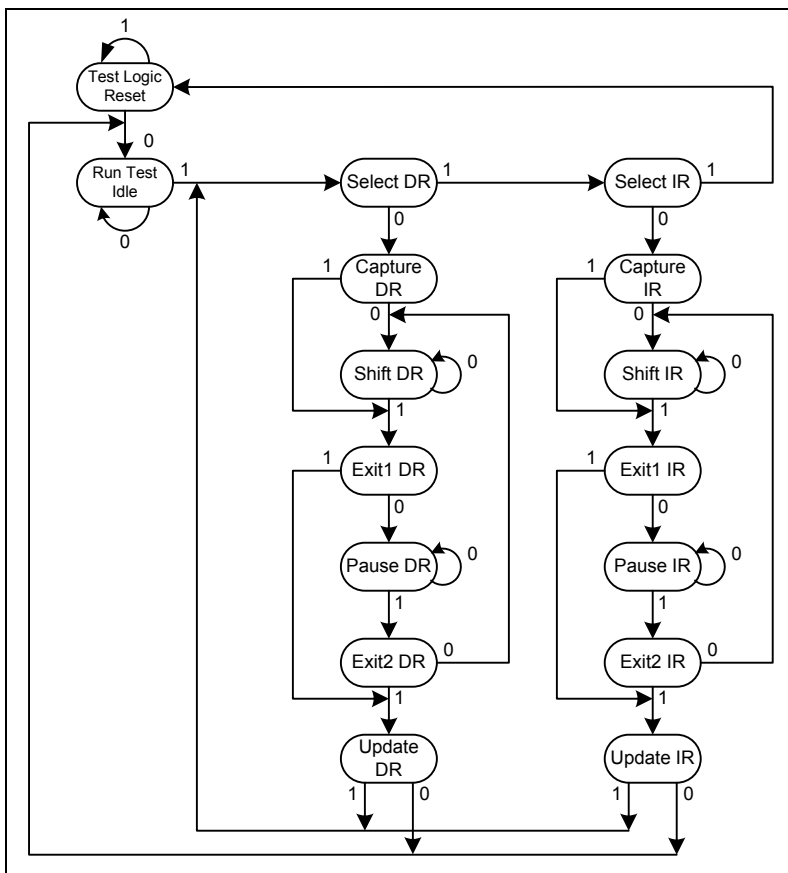 1
Test Logic
Reset
0
Run Test
Idle
1
0
Select DR
1
Select IR
1
0
0
1
Capture
DR
0
1
Capture
IR
0
Shift DR
0
Shift IR
0
1
1
1
Exit1 DR
1
Exit1 IR
0
0
Pause DR
0
Pause IR
0
1
1
Exit2 DR
0
Exit2 IR
0
1
1
Update
DR
Update IR
1
0
1
0